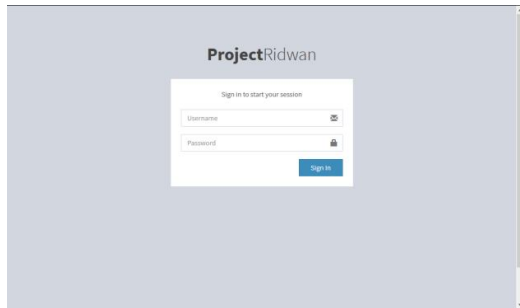 ProjectRidwan
Sign in to start your session
Username
Password
Sign In